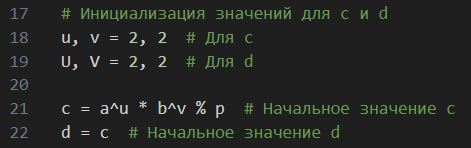 17 # Инициализация значений для c и d
18 u, v = 2, 2 # Для c
19 U, V = 2, 2 # Для d
20
21 c = a^u * b^v % p # Начальное значение c
22 d = c # Начальное значение d